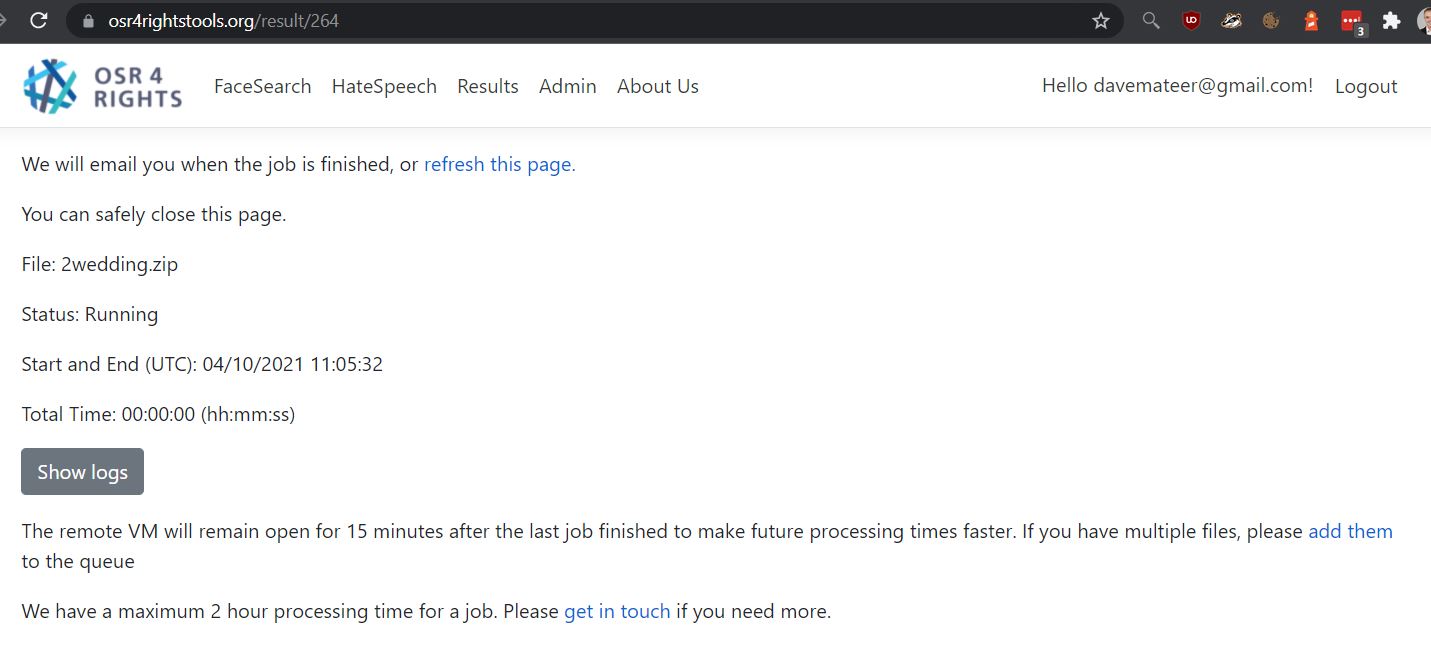 osr4rightstools.org/result/264
UD
3
OSR 4
RIGHTS
FaceSearch HateSpeech Results Admin About Us Hello davemateer@gmail.com! Logout
We will email you when the job is finished, or refresh this page.
You can safely close this page.
File: 2wedding.zip
Status: Running
Start and End (UTC): 04/10/2021 11:05:32
Total Time: 00:00:00 (hh:mm:ss)
Show logs
The remote VM will remain open for 15 minutes after the last job finished to make future processing times faster. If you have multiple files, please add them
to the queue
We have a maximum 2 hour processing time for a job. Please get in touch if you need more.